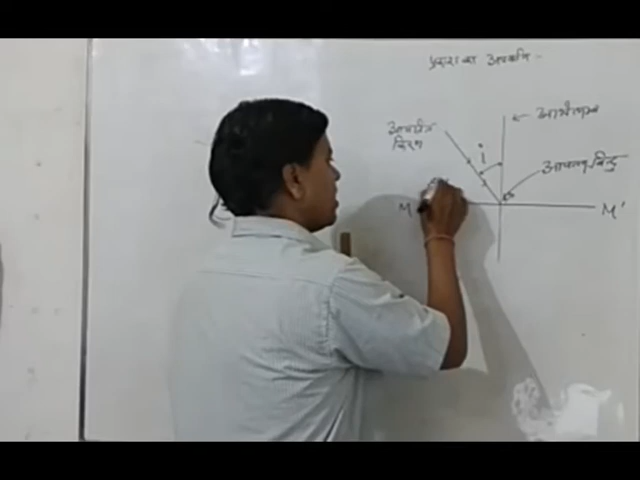 प्रकाश का अपवर्तन -
अभिलम्ब
आपतित
किरण
i
आपतन बिन्दु
M
M'